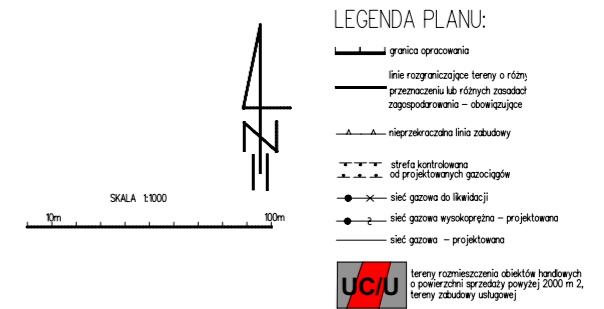 LEGENDA PLANU:
granica opracowania
linie rozgraniczające tereny o różny
przeznaczeniu lub różnych zasadach
zagospodarowania – obowiązujące
nieprzekraczalna linia zabudowy
strefa kontrolowana
od projektowanych gazociągów
sieć gazowa do likwidacji
sieć gazowa wysokoprężna – projektowana
sieć gazowa – projektowana
UC/U
tereny rozmieszczenia obiektów handlowych
o powierzchni sprzedaży powyżej 2000 m 2,
tereny zabudowy usługowej
N
SKALA 1:1000
10m 100m